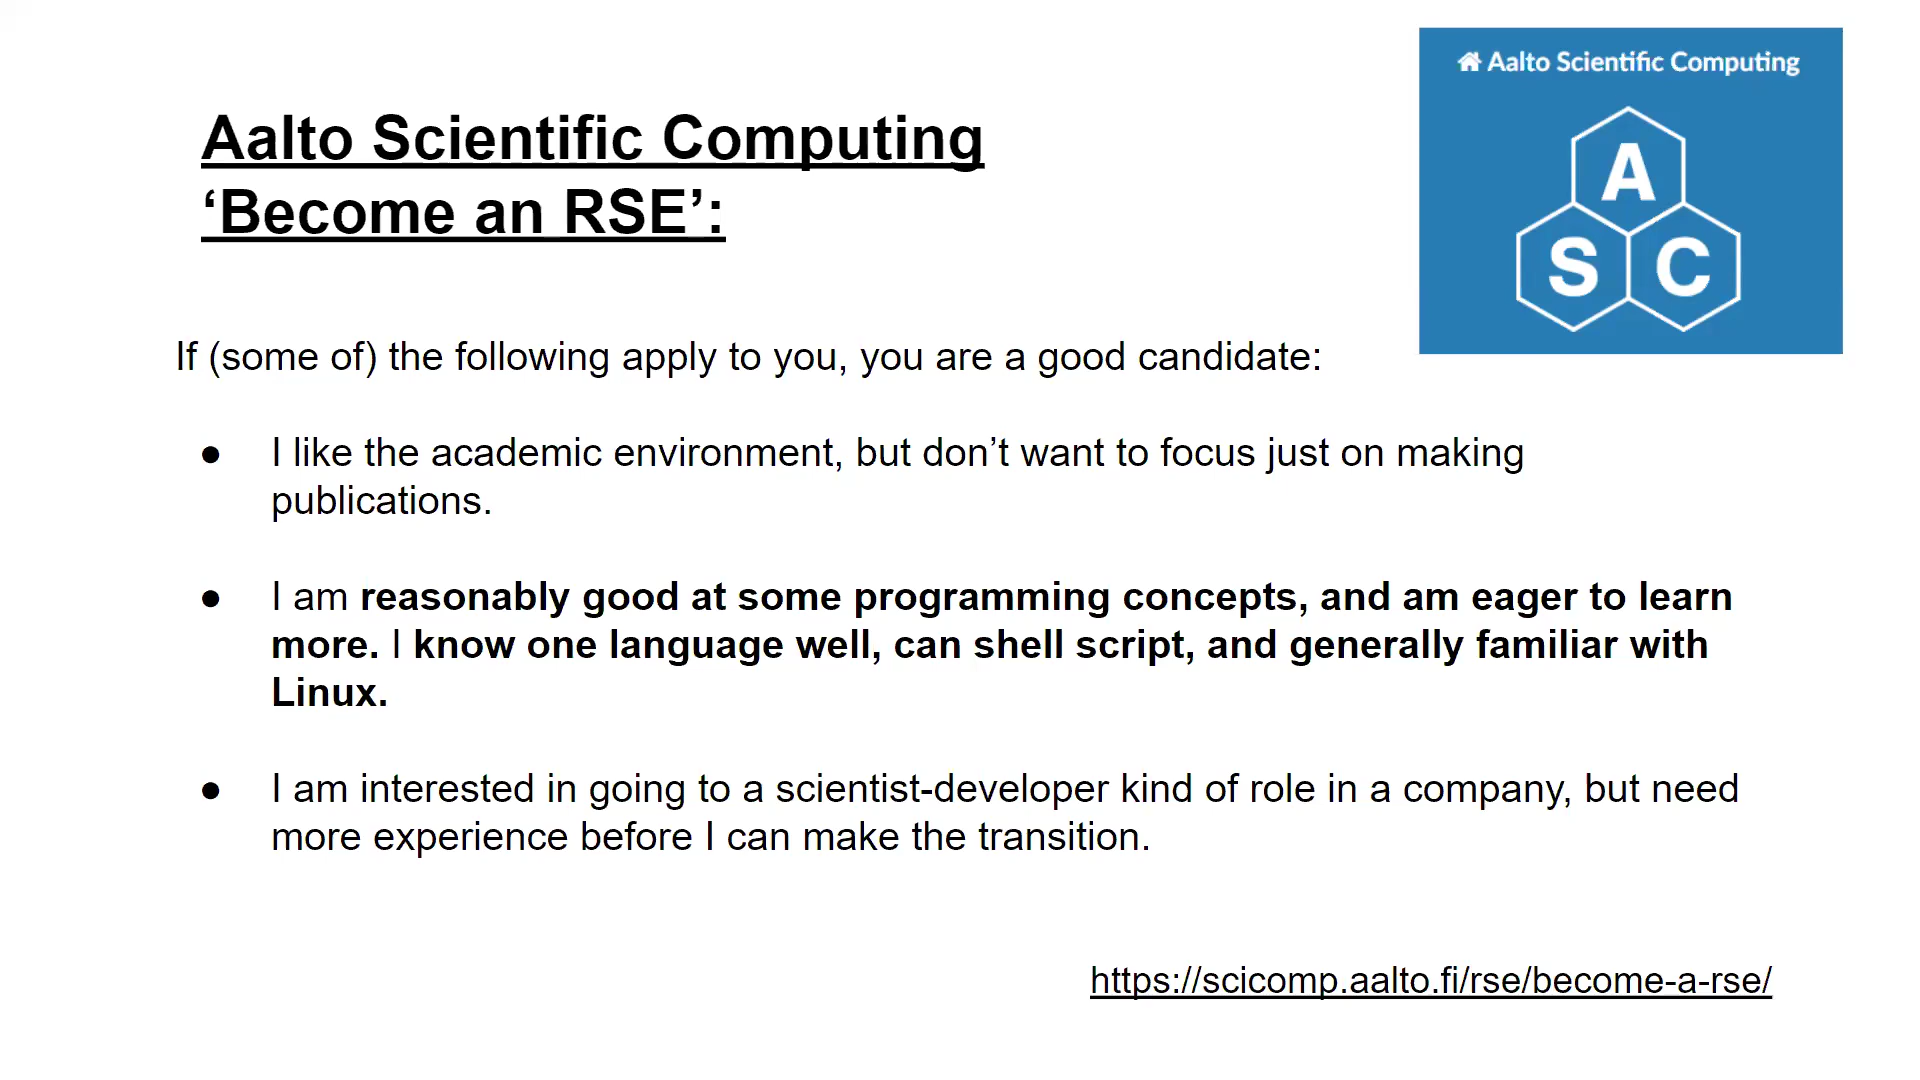 Aalto Scientific Computing
A
S C
Aalto Scientific Computing
‘Become an RSE’:
If (some of) the following apply to you, you are a good candidate:
● I like the academic environment, but don’t want to focus just on making
publications.
● I am reasonably good at some programming concepts, and am eager to learn
more. I know one language well, can shell script, and generally familiar with
Linux.
● I am interested in going to a scientist-developer kind of role in a company, but need
more experience before I can make the transition.
https://scicomp.aalto.fi/rse/become-a-rse/